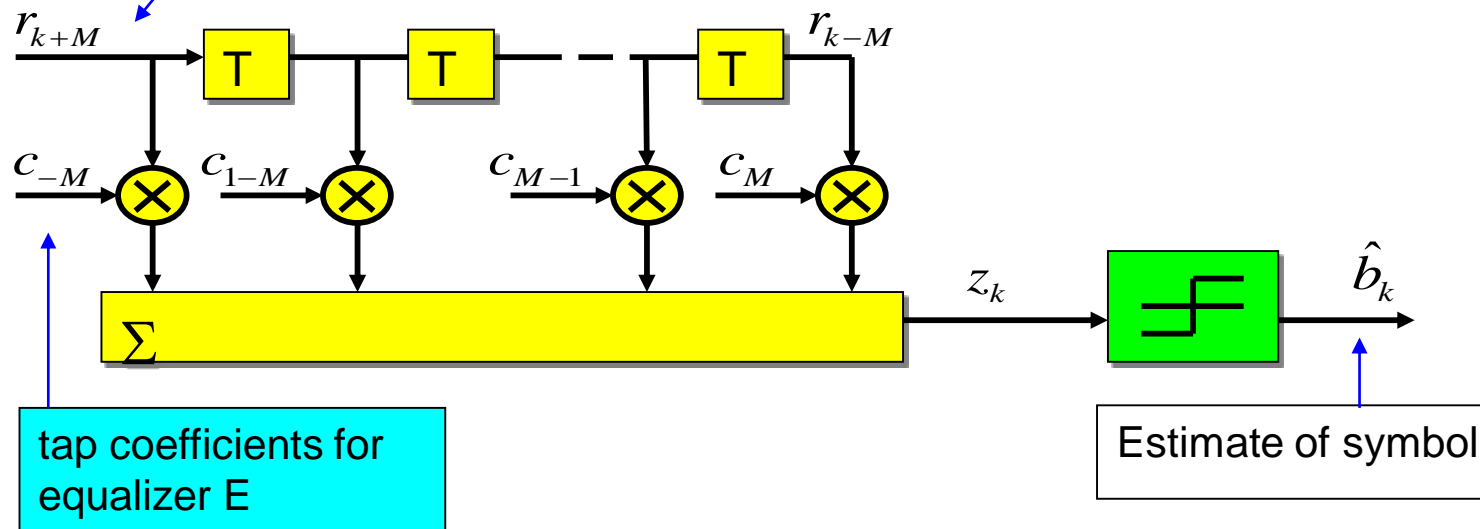 r_{k+M} T T r_{k-M} T
c_{-M} c_{1-M} c_{M-1} c_M
z_k b̂_k
Σ
tap coefficients for
equalizer E
Estimate of symbol